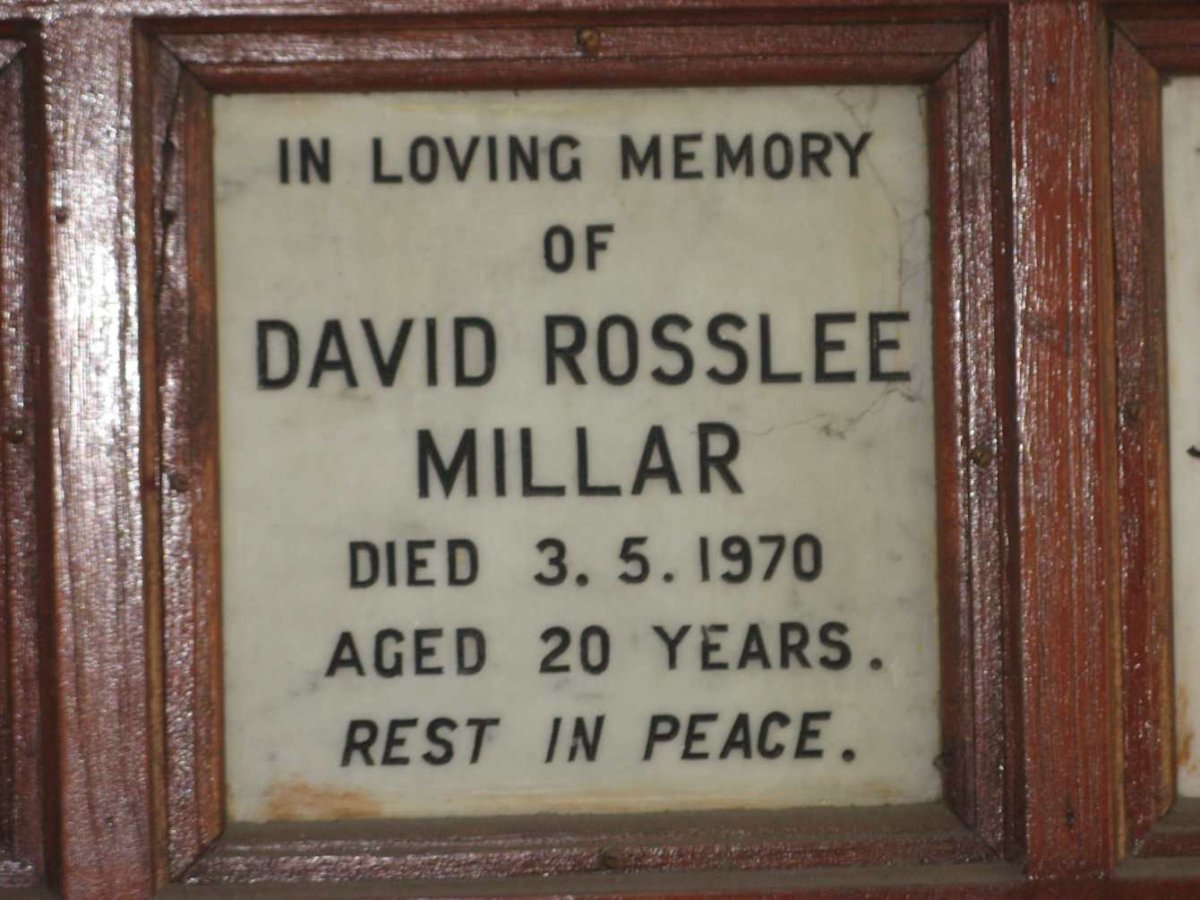 IN LOVING MEMORY
OF
DAVID ROSSLEE
MILLAR
DIED 3.5.1970
AGED 20 YEARS.
REST IN PEACE.